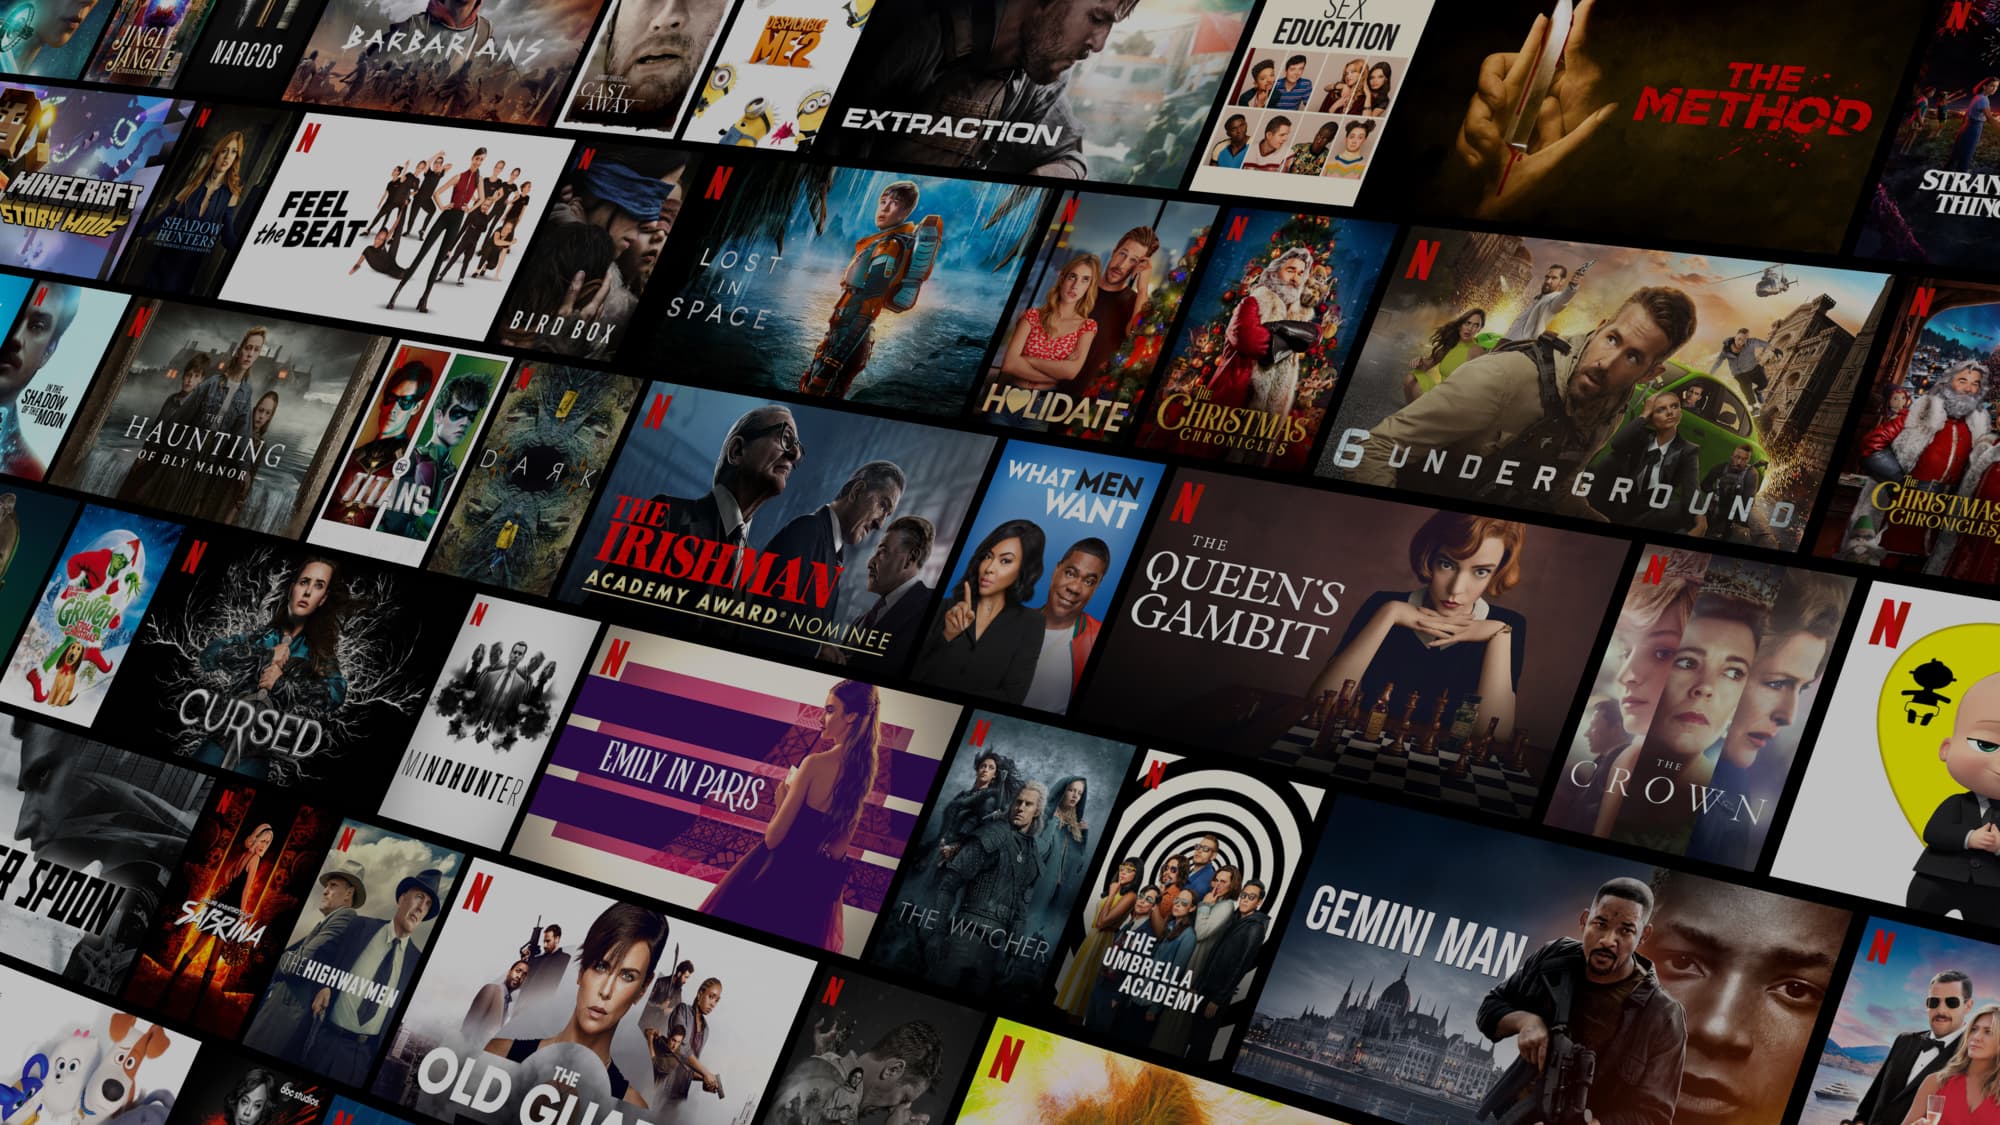 JINGLE
JANGLE
NARCOS
BARBARIANS
CAST
AWAY
DESPICABLE
ME2
EXTRACTION
SEX
EDUCATION
THE
METHOD
N
STRAN
THING
MINECRAFT
STORY MODE
N
SHADOW
HUNTERS
N
FEEL
the BEAT
N
BIRD BOX
N
LOST
IN
SPACE
N
HOLIDATE
N
THE
CHRISTMAS
CHRONICLES
N
6 UNDERGROUND
N
THE
CHRISTMAS
CHRONICLES
N
IN THE
SHADOW
OF THE
MOON
N
THE
HAUNTING
OF BLY MANOR
N
DC
TITANS
N
DARK
N
THE
IRISHMAN
ACADEMY AWARD® NOMINEE
WHAT MEN
WANT
N
THE
QUEEN'S
GAMBIT
N
THE
CROWN
N
GRINCH
N
CURSED
N
MINDHUNTER
N
EMILY IN PARIS
N
THE WITCHER
N
THE
UMBRELLA
ACADEMY
GEMINI MAN
N
R SPOON
N
SABRINA
N
THE HIGHWAYMEN
N
THE
OLD GUA
N
N
abc studios
N